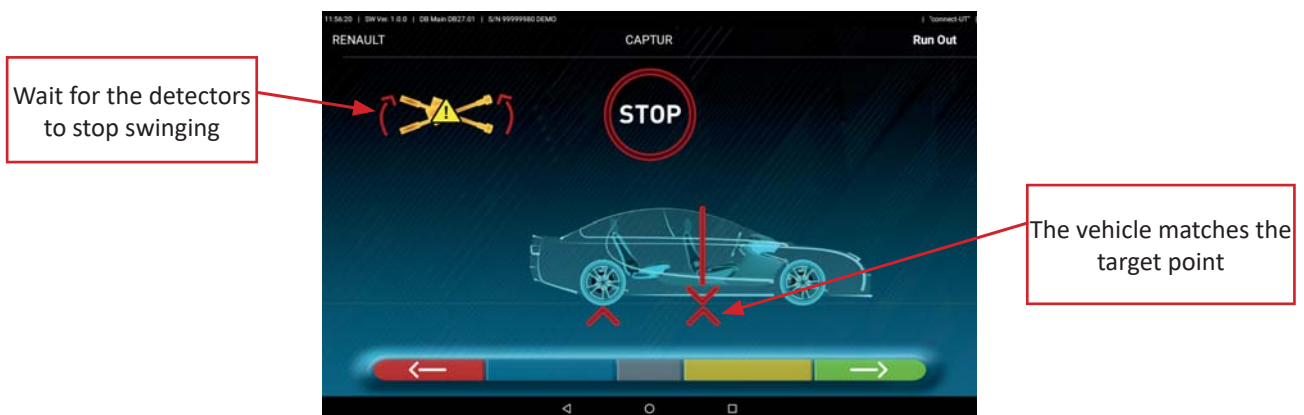 11:56:20 | SW Ver. 1.0.0 | DB Main DB27.01 | S/N 99999980 DEMO | "connect-UT" |
RENAULT CAPTUR Run Out
Wait for the detectors
to stop swinging
STOP
The vehicle matches the
target point